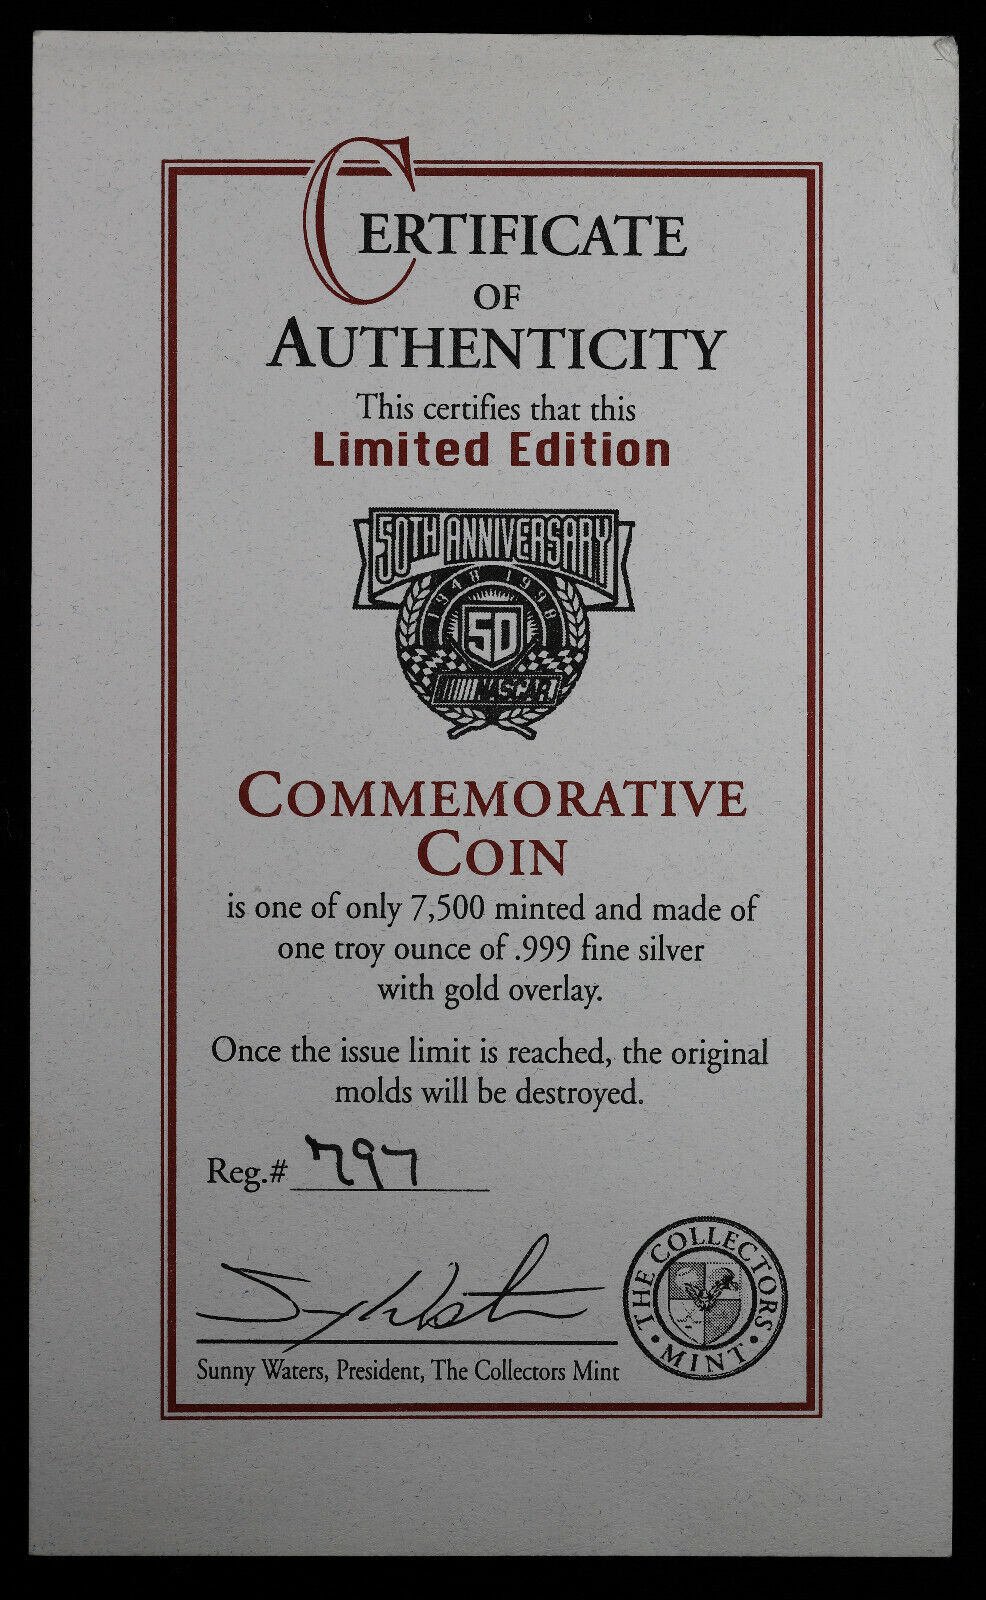 CERTIFICATE
OF
AUTHENTICITY
This certifies that this
Limited Edition
50TH ANNIVERSARY
1948 1998
50
NASCAR
COMMEMORATIVE
COIN
is one of only 7,500 minted and made of
one troy ounce of .999 fine silver
with gold overlay.
Once the issue limit is reached, the original
molds will be destroyed.
Reg.# 797
Sunny Waters, President, The Collectors Mint
THE COLLECTORS
• MINT •